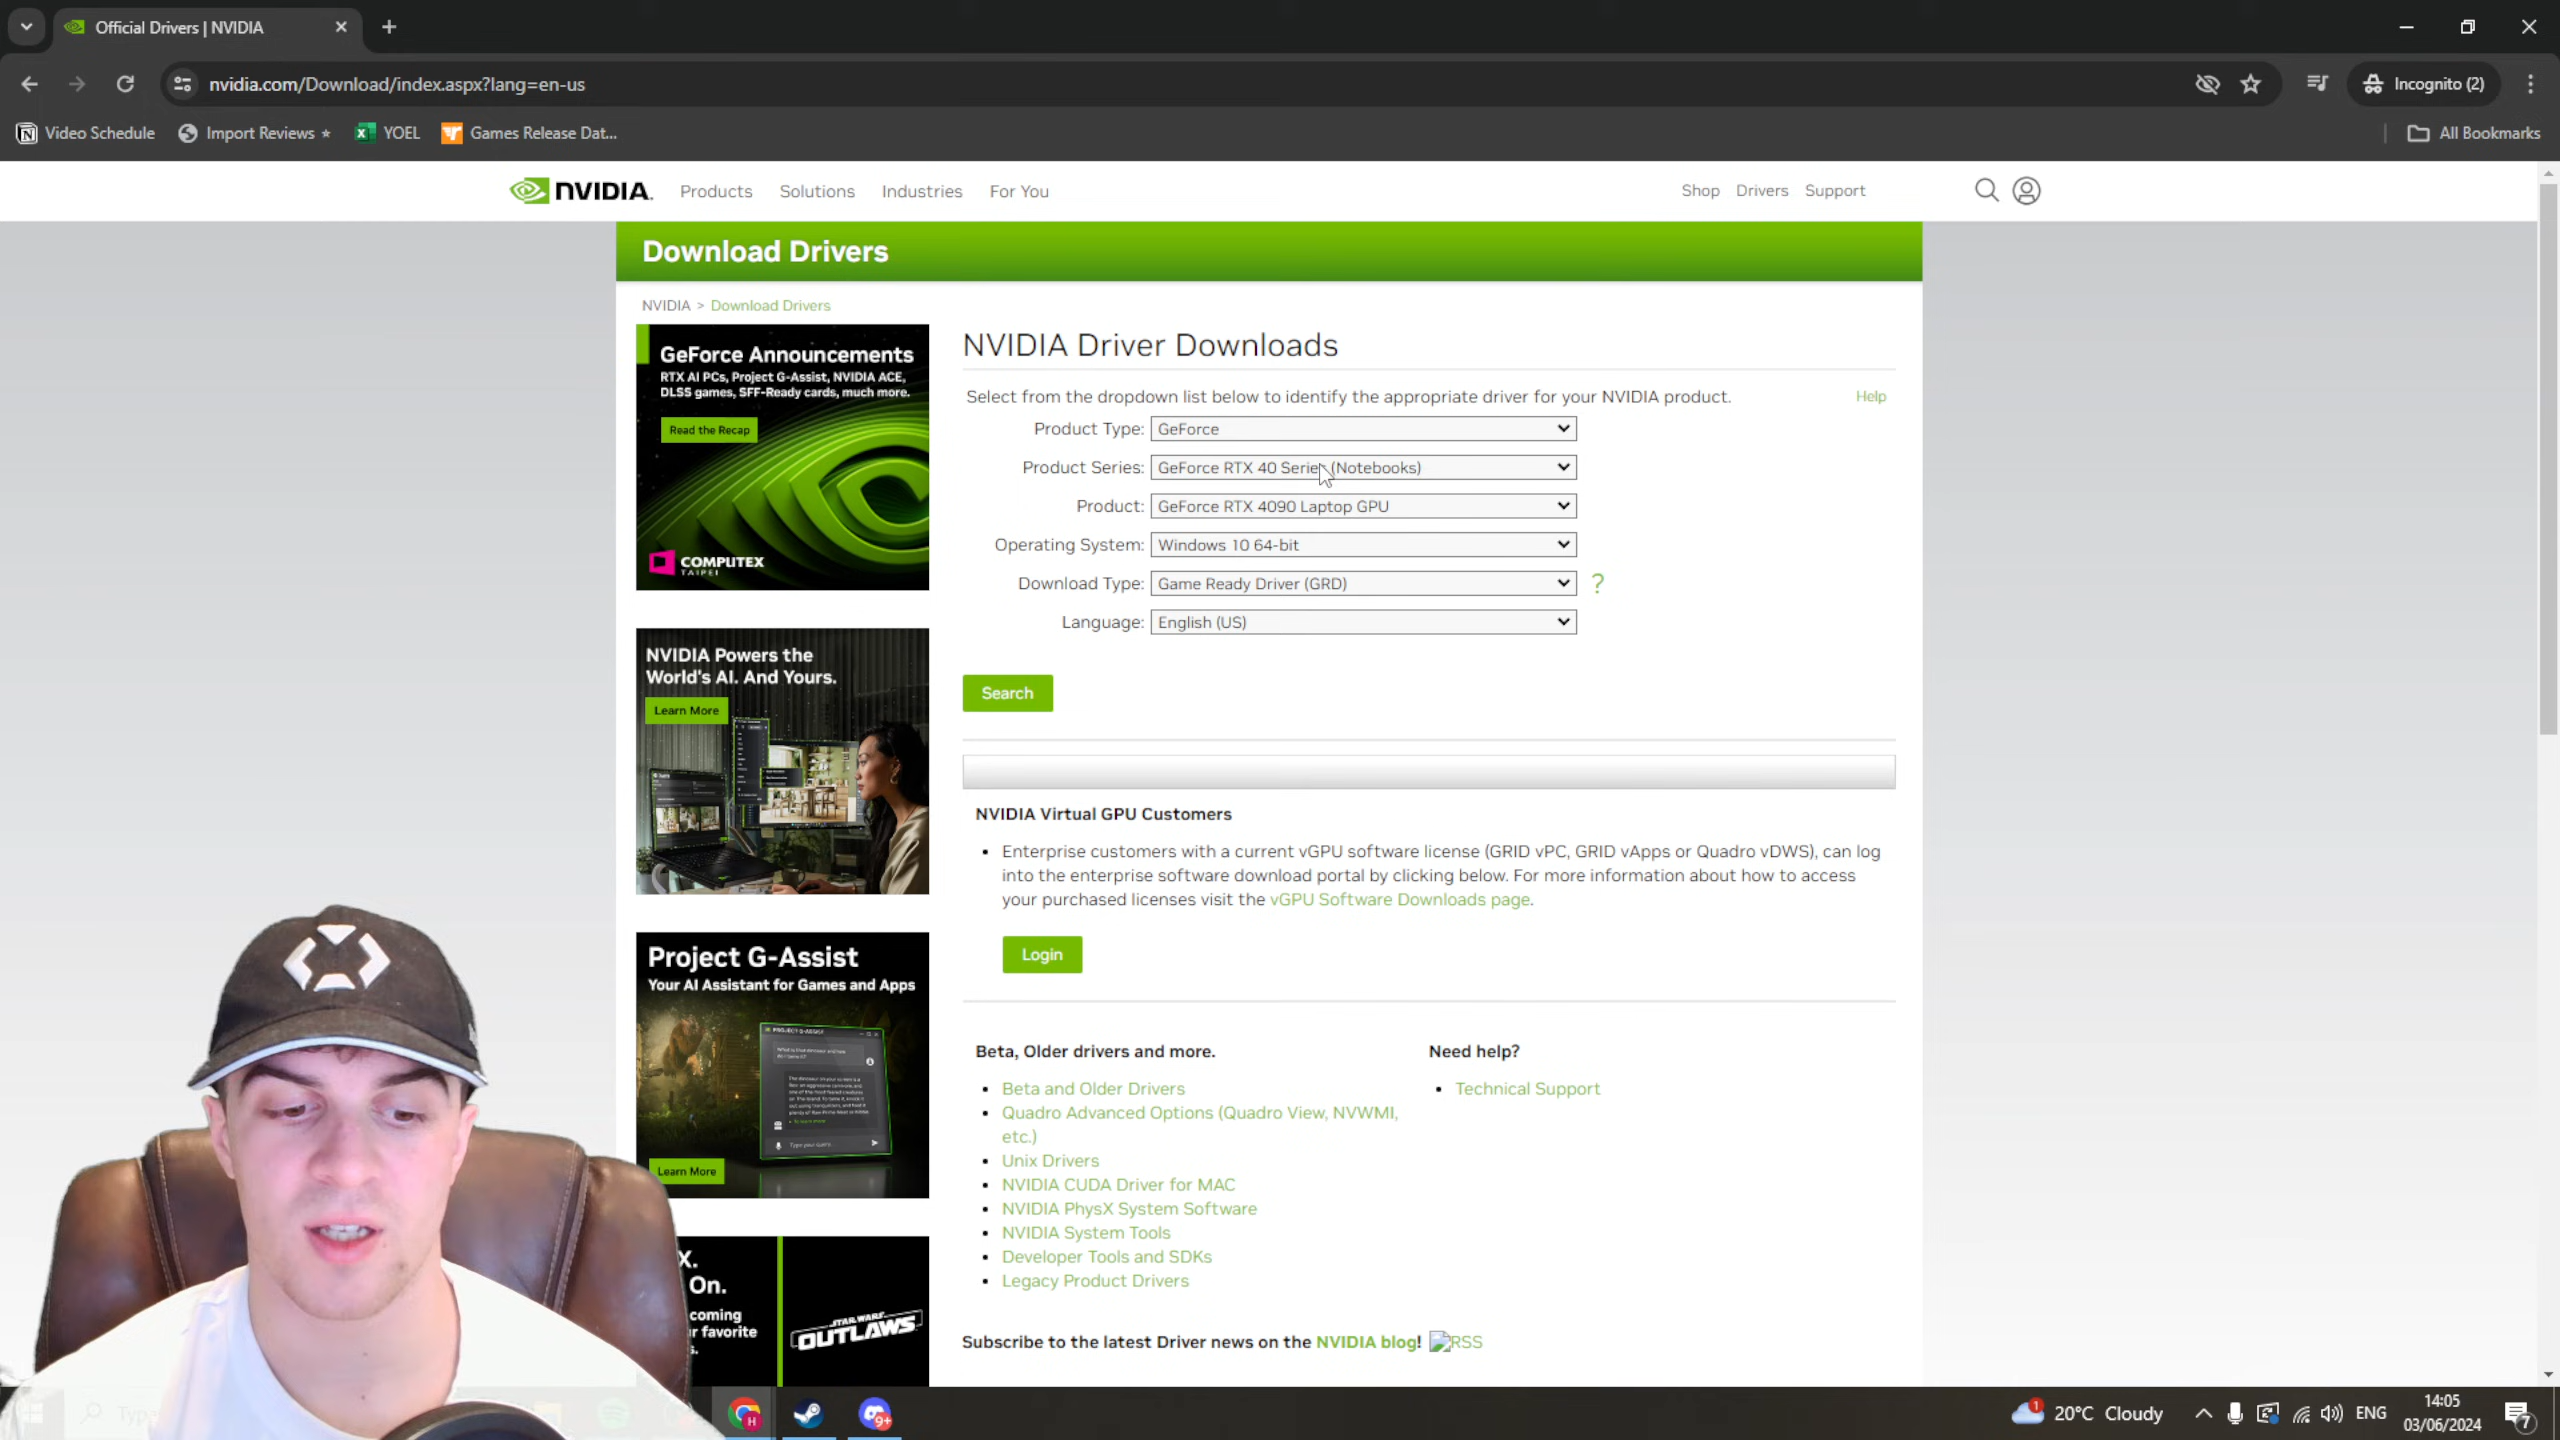 Official Drivers | NVIDIA
nvidia.com/Download/index.aspx?lang=en-us
Incognito (2)
Video Schedule
Import Reviews
YOEL
Games Release Dat...
All Bookmarks
NVIDIA.
Products
Solutions
Industries
For You
Shop
Drivers
Support
Download Drivers
NVIDIA > Download Drivers
GeForce Announcements
RTX AI PCs, Project G-Assist, NVIDIA ACE,
DLSS games, SFF-Ready cards, much more.
Read the Recap
COMPUTEX
TAIPEI
NVIDIA Driver Downloads
Select from the dropdown list below to identify the appropriate driver for your NVIDIA product.
Help
Product Type: GeForce
Product Series: GeForce RTX 40 Series (Notebooks)
Product: GeForce RTX 4090 Laptop GPU
Operating System: Windows 10 64-bit
Download Type: Game Ready Driver (GRD) ?
Language: English (US)
Search
NVIDIA Powers the
World's AI. And Yours.
Learn More
NVIDIA Virtual GPU Customers
Enterprise customers with a current vGPU software license (GRID vPC, GRID vApps or Quadro vDWS), can log
into the enterprise software download portal by clicking below. For more information about how to access
your purchased licenses visit the vGPU Software Downloads page.
Login
Project G-Assist
Your AI Assistant for Games and Apps
PROJECT G-ASSIST
Learn More
Beta, Older drivers and more.
Beta and Older Drivers
Quadro Advanced Options (Quadro View, NVWMI,
etc.)
Unix Drivers
NVIDIA CUDA Driver for MAC
NVIDIA PhysX System Software
NVIDIA System Tools
Developer Tools and SDKs
Legacy Product Drivers
Need help?
Technical Support
X.
On.
coming
r favorite
s.
STAR WARS
OUTLAWS
Subscribe to the latest Driver news on the NVIDIA blog! RSS
H
9+
1
20°C Cloudy
ENG
14:05
03/06/2024
7